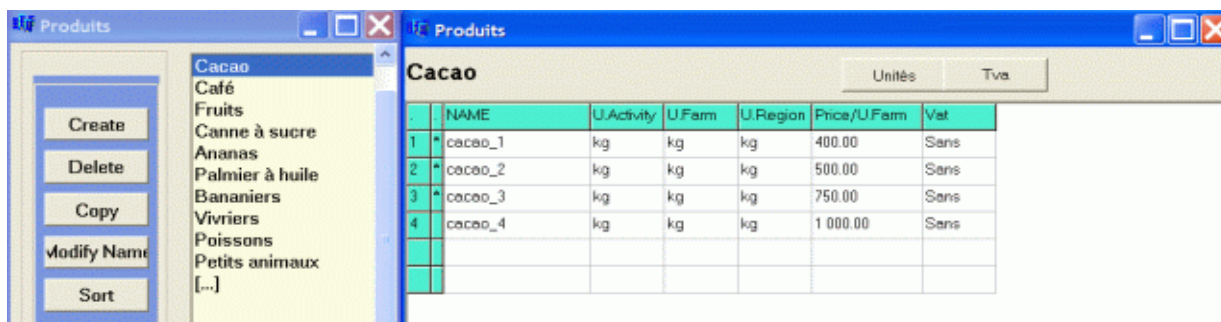 Produits
Create
Delete
Copy
Modify Name
Sort
Cacao
Café
Fruits
Canne à sucre
Ananas
Palmier à huile
Bananiers
Vivriers
Poissons
Petits animaux
[...]
Produits
Cacao
Unités Tva
. . NAME U.Activity U.Farm U.Region Price/U.Farm Vat
1 * cacao_1 kg kg kg 400.00 Sans
2 * cacao_2 kg kg kg 500.00 Sans
3 * cacao_3 kg kg kg 750.00 Sans
4 cacao_4 kg kg kg 1 000.00 Sans